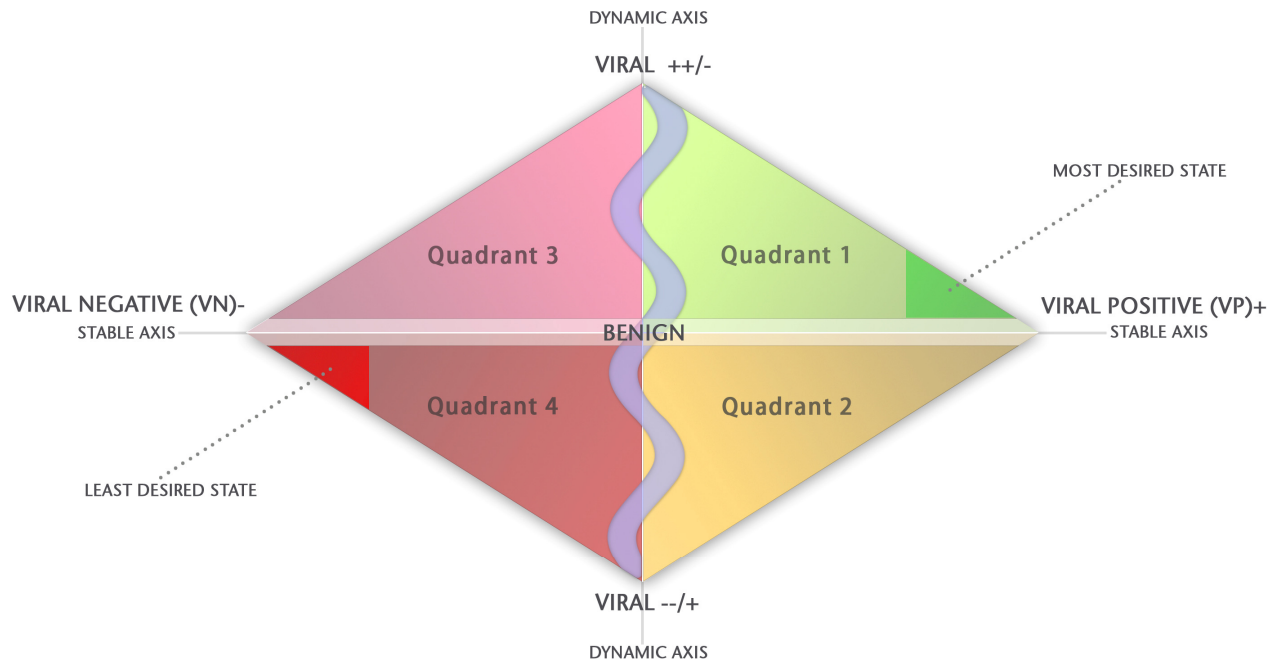 DYNAMIC AXIS
VIRAL ++/-
MOST DESIRED STATE
Quadrant 3
Quadrant 1
VIRAL NEGATIVE (VN)-
VIRAL POSITIVE (VP)+
STABLE AXIS
BENIGN
STABLE AXIS
Quadrant 4
Quadrant 2
LEAST DESIRED STATE
VIRAL --/+
DYNAMIC AXIS